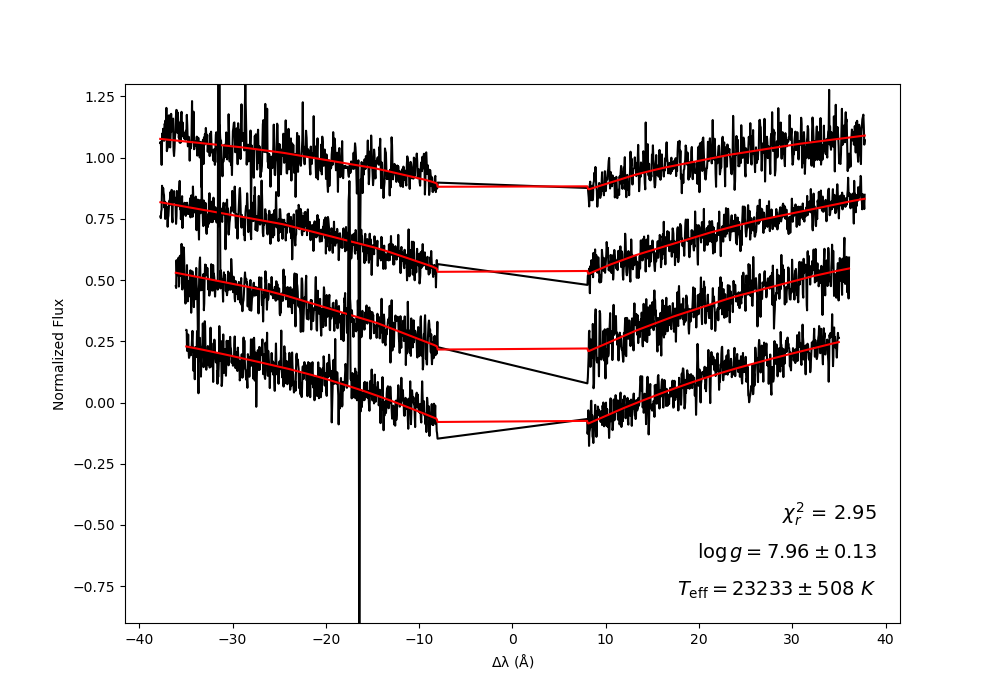 1.25
1.00
0.75
0.50
0.25
0.00
−0.25
−0.50
−0.75
Normalized Flux
χ²ᵣ = 2.95
log g = 7.96 ± 0.13
T_eff = 23233 ± 508 K
−40 −30 −20 −10 0 10 20 30 40
Δλ (Å)